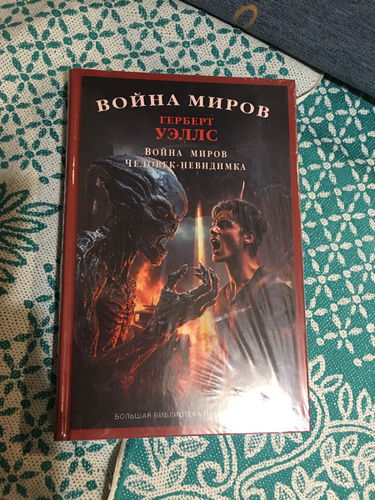 ВОЙНА МИРОВ
ГЕРБЕРТ
УЭЛЛС
ВОЙНА МИРОВ
ЧЕЛОВЕК-НЕВИДИМКА
БОЛЬШАЯ БИБЛИОТЕКА